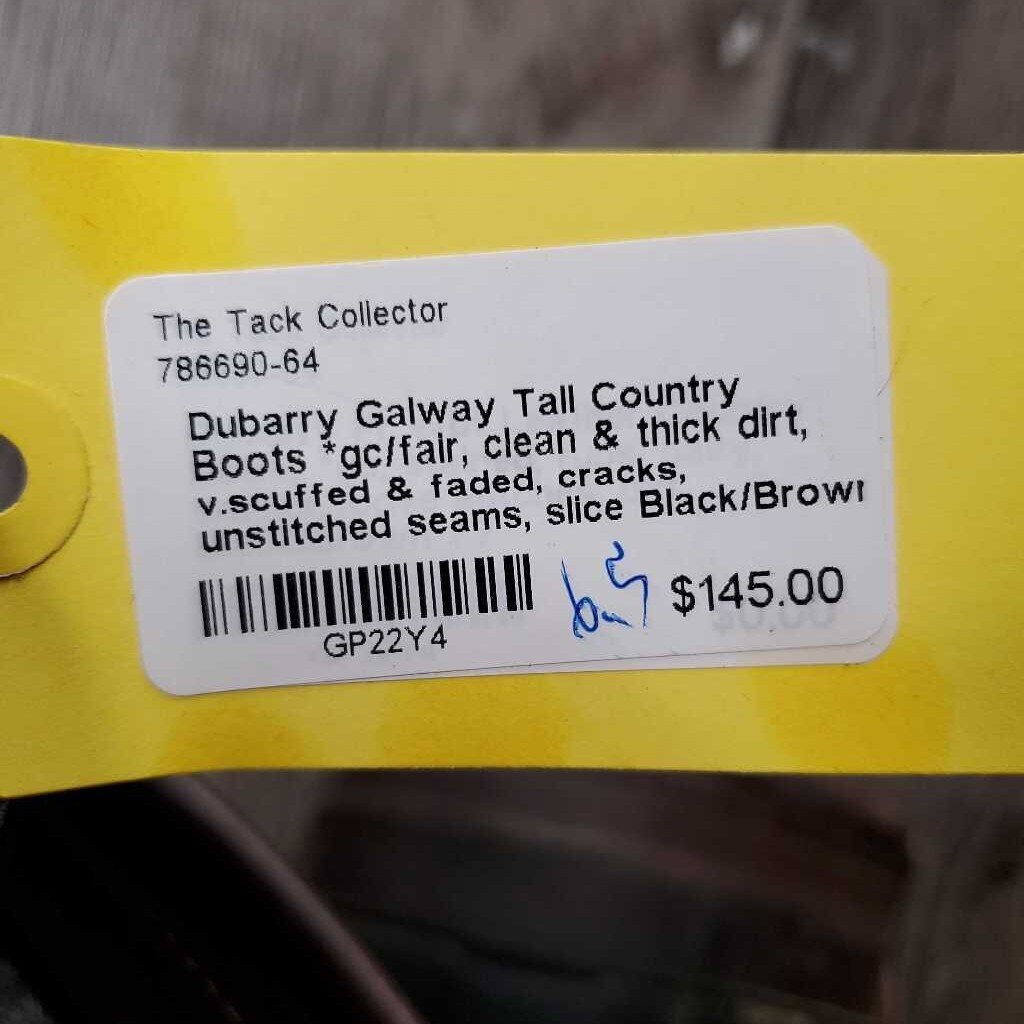 The Tack Collector
786690-64
Dubarry Galway Tall Country
Boots *gc/fair, clean & thick dirt,
v.scuffed & faded, cracks,
unstitched seams, slice Black/Brown
GP22Y4
$145.00